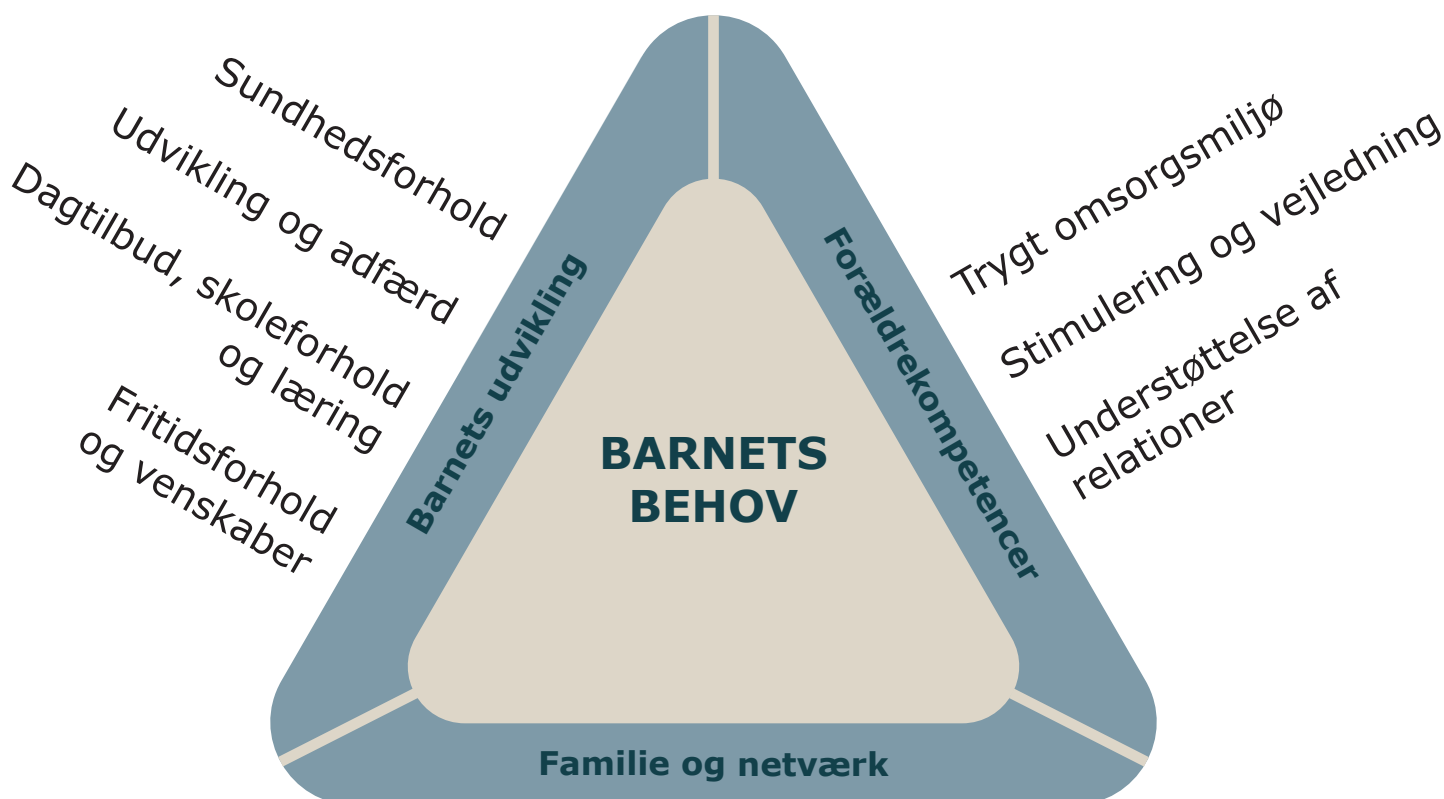 Sundhedsforhold
Udvikling og adfærd
Dagtilbud, skoleforhold
og læring
Fritidsforhold
og venskaber
Barnets udvikling
BARNETS
BEHOV
Forældrekompetencer
Trygt omsorgsmiljø
Stimulering og vejledning
Understøttelse af
relationer
Familie og netværk